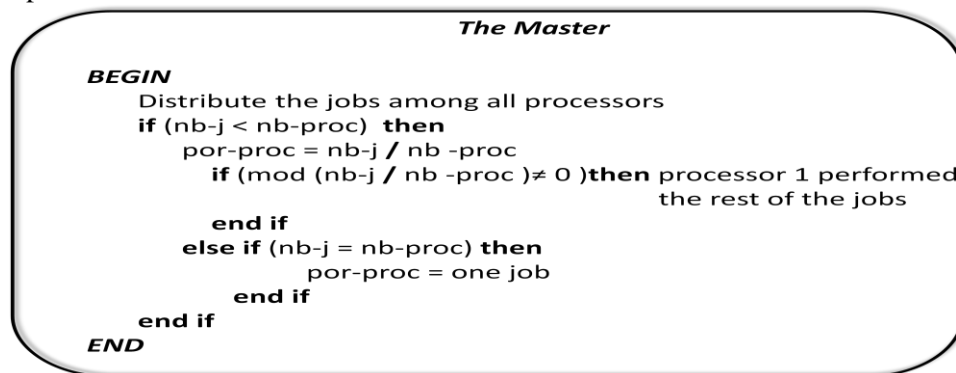 The Master
BEGIN
Distribute the jobs among all processors
if (nb-j < nb-proc) then
por-proc = nb-j / nb -proc
if (mod (nb-j / nb -proc )≠ 0 )then processor 1 performed
the rest of the jobs
end if
else if (nb-j = nb-proc) then
por-proc = one job
end if
end if
END